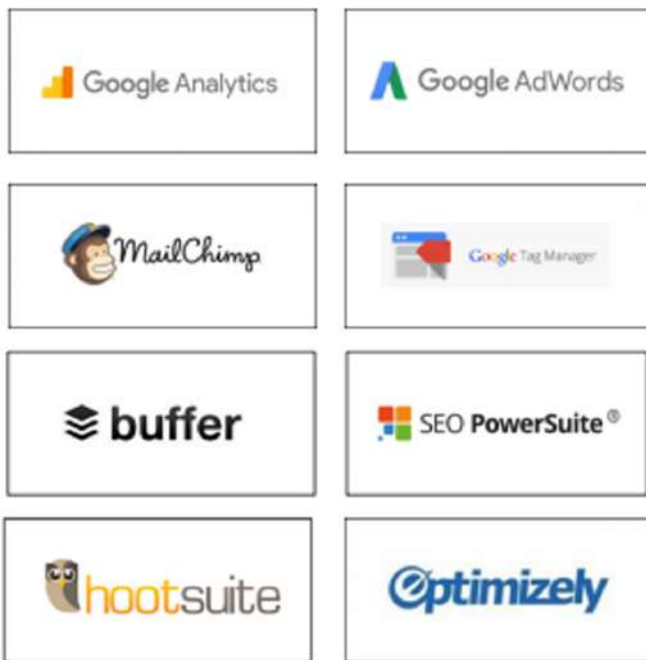 Google Analytics
Google AdWords
MailChimp
Google Tag Manager
buffer
SEO PowerSuite®
hootsuite
Optimizely